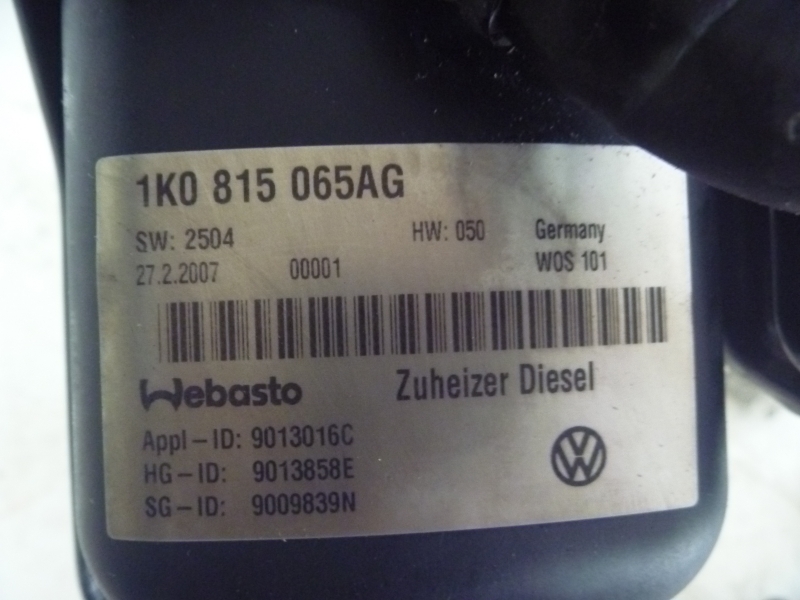 1K0 815 065AG
SW: 2504 HW: 050 Germany
27.2.2007 00001 WOS 101
Webasto Zuheizer Diesel
Appl-ID: 9013016C
HG-ID: 9013858E
SG-ID: 9009839N